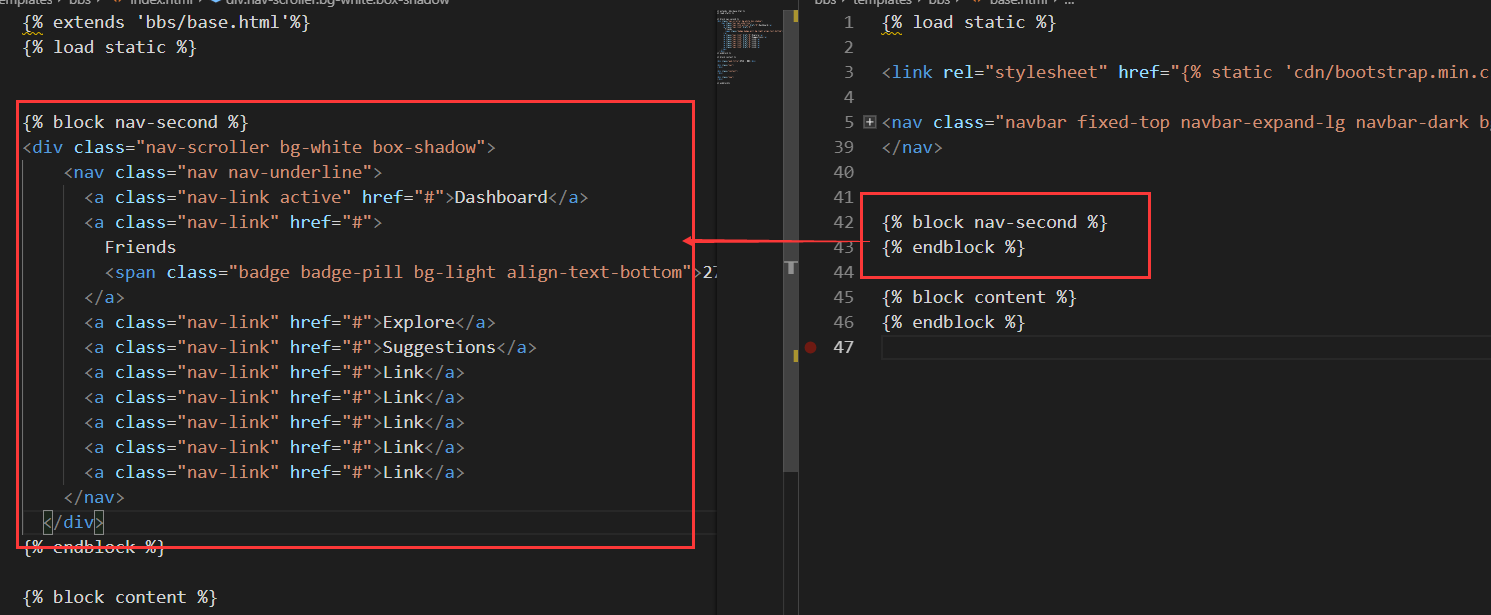 emplates > bbs > index.html > div.nav-scroller.bg-white.box-shadow
{% extends 'bbs/base.html'%}
{% load static %}
{% block nav-second %}
<div class="nav-scroller bg-white box-shadow">
<nav class="nav nav-underline">
<a class="nav-link active" href="#">Dashboard</a>
<a class="nav-link" href="#">
Friends
<span class="badge badge-pill bg-light align-text-bottom">27
</a>
<a class="nav-link" href="#">Explore</a>
<a class="nav-link" href="#">Suggestions</a>
<a class="nav-link" href="#">Link</a>
<a class="nav-link" href="#">Link</a>
<a class="nav-link" href="#">Link</a>
<a class="nav-link" href="#">Link</a>
<a class="nav-link" href="#">Link</a>
</nav>
</div>
{% endblock %}
{% block content %}
bbs > templates > bbs > base.html > ...
1 {% load static %}
2
3 <link rel="stylesheet" href="{% static 'cdn/bootstrap.min.c
4
5 <nav class="navbar fixed-top navbar-expand-lg navbar-dark b
39 </nav>
40
41
42 {% block nav-second %}
43 {% endblock %}
44
45 {% block content %}
46 {% endblock %}
47